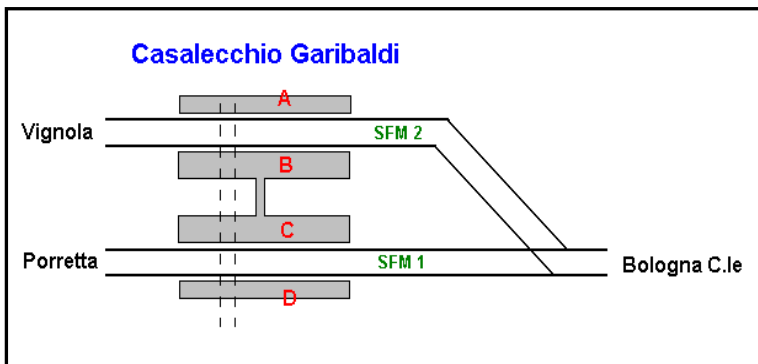 Casalecchio Garibaldi
A
Vignola
SFM 2
B
C
Porretta
SFM 1
Bologna C.le
D